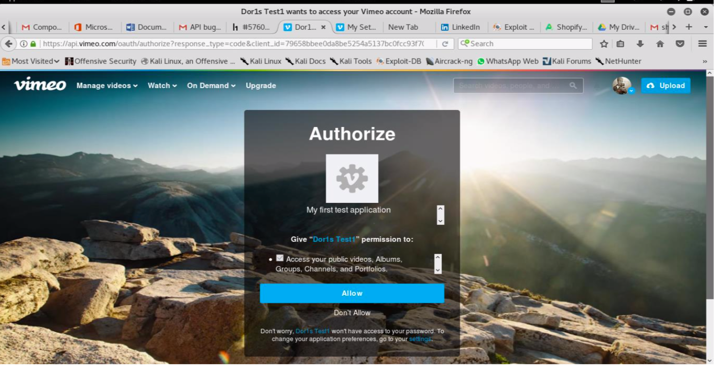 Dor1s Test1 wants to access your Vimeo account - Mozilla Firefox
Compo... Micros... Docum... API bug... #5760... Dor1... My Set... New Tab LinkedIn Exploit ... Shopify... My Driv...
https://api.vimeo.com/oauth/authorize?response_type=code&client_id=79658bbee0da8be5254a5137bc0fcc93f70
Search
Most Visited Offensive Security Kali Linux, an Offensive ... Kali Linux Kali Docs Kali Tools Exploit-DB Aircrack-ng WhatsApp Web Kali Forums NetHunter
vimeo Manage videos Watch On Demand Upgrade Upload
Authorize
My first test application
Give "Dor1s Test1" permission to:
Access your public videos, Albums,
Groups, Channels, and Portfolios.
Allow
Don't Allow
Don't worry, Dor1s Test1 won't have access to your password. To
change your application preferences, go to your settings.